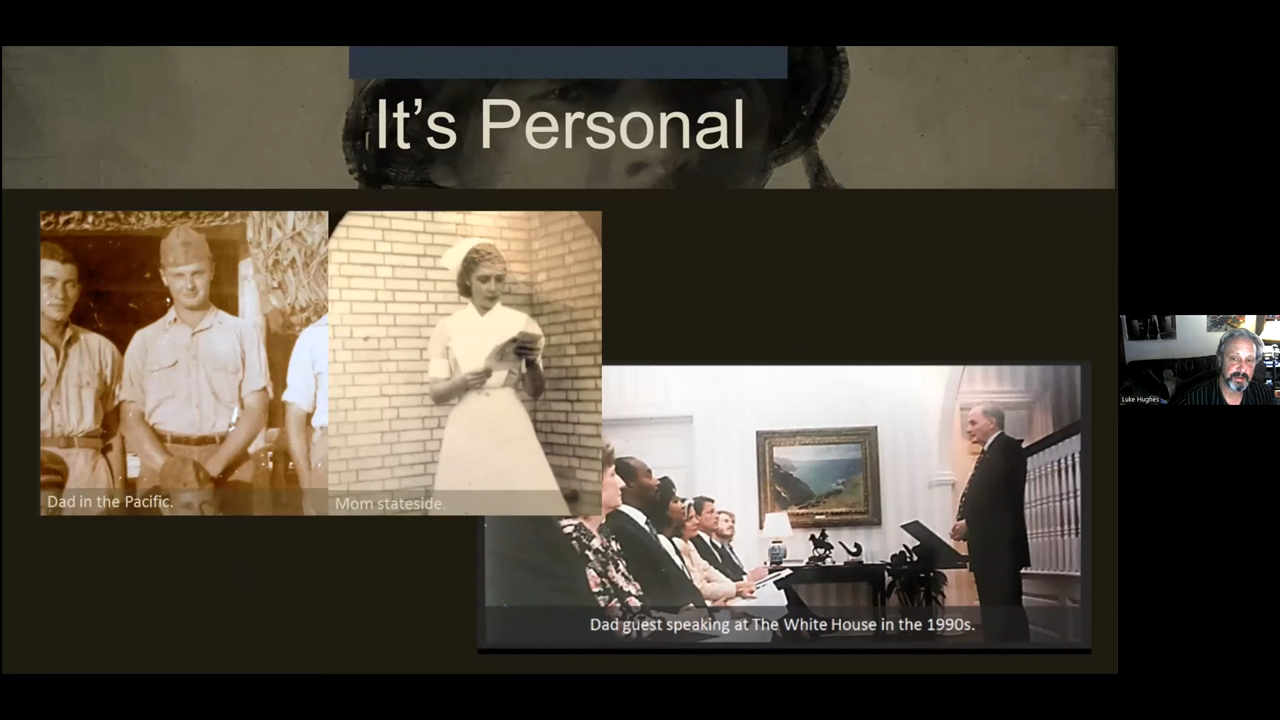 It's Personal
Dad in the Pacific.
Mom stateside.
Dad guest speaking at The White House in the 1990s.
Luke Hughes